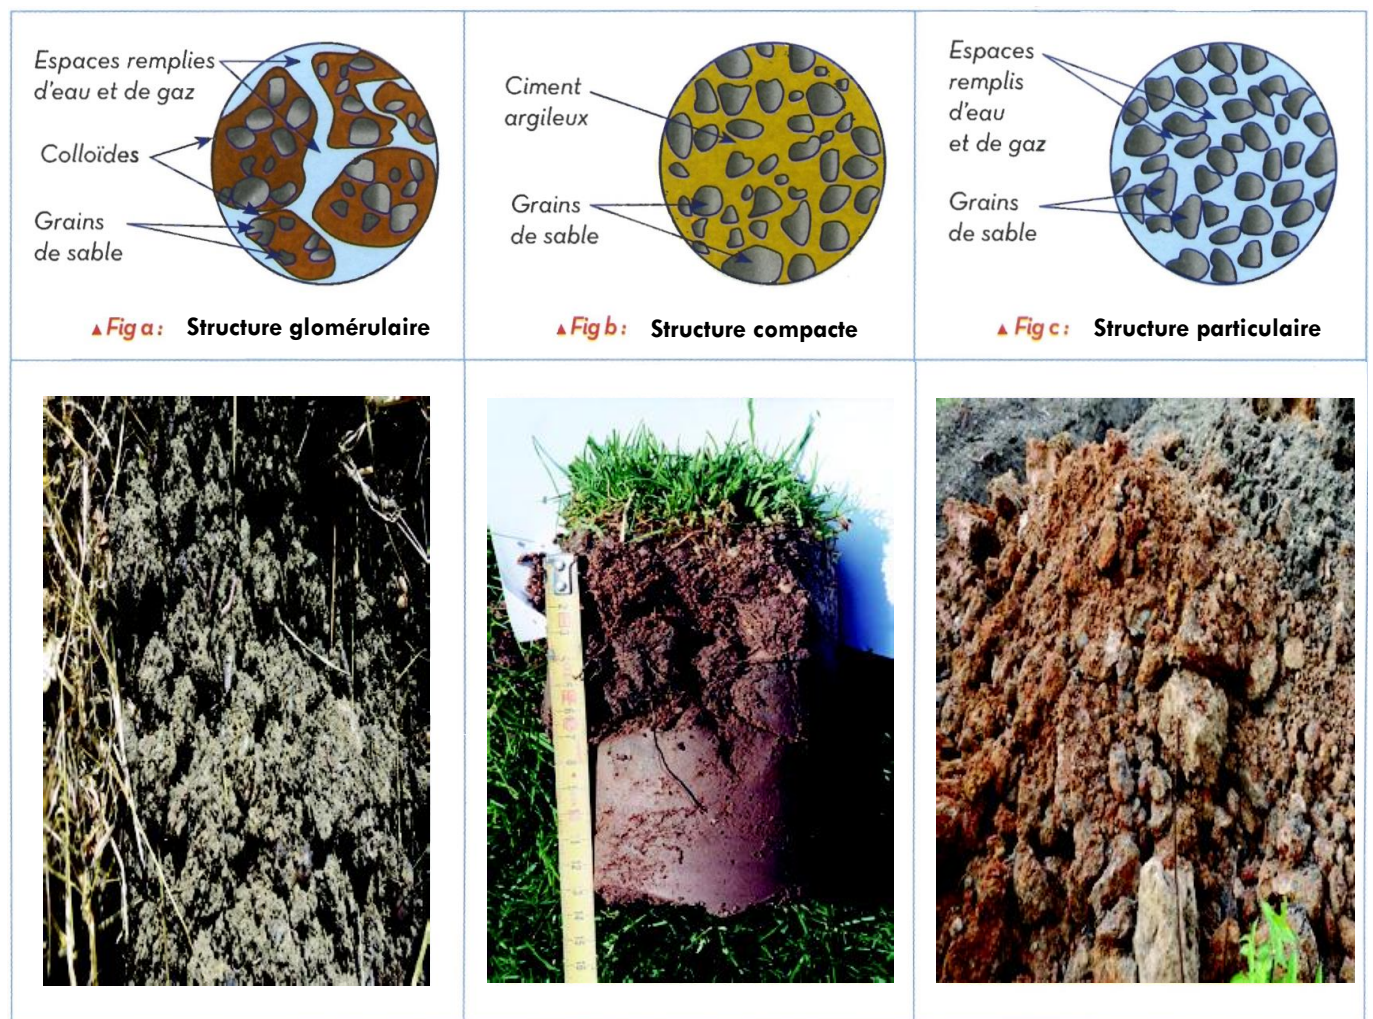 Espaces remplies
d'eau et de gaz
Colloïdes
Grains
de sable
▲ Fig a : Structure glomérulaire
Ciment
argileux
Grains
de sable
▲ Fig b : Structure compacte
Espaces
remplis
d'eau
et de gaz
Grains
de sable
▲ Fig c : Structure particulaire